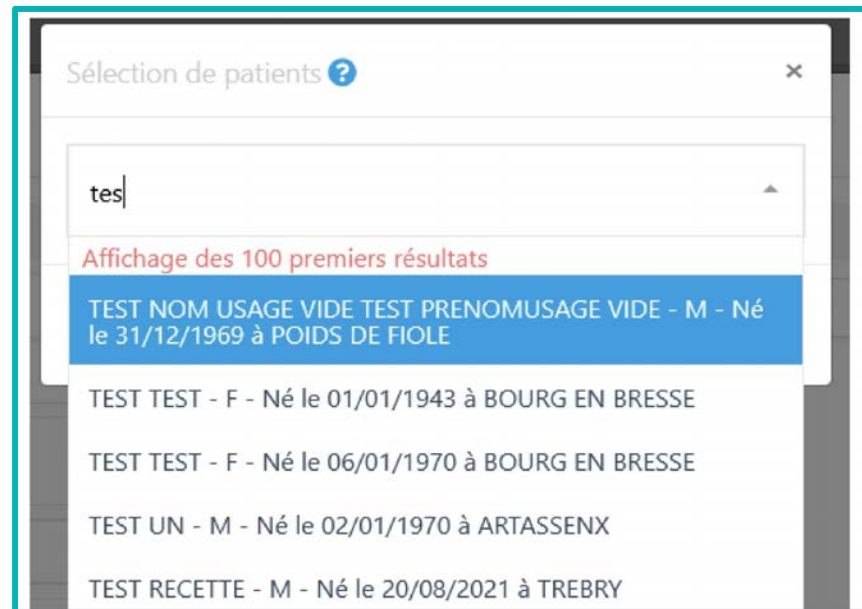 Sélection de patients ?
×
tes
Affichage des 100 premiers résultats
TEST NOM USAGE VIDE TEST PRENOMUSAGE VIDE - M - Né
le 31/12/1969 à POIDS DE FIOLE
TEST TEST - F - Né le 01/01/1943 à BOURG EN BRESSE
TEST TEST - F - Né le 06/01/1970 à BOURG EN BRESSE
TEST UN - M - Né le 02/01/1970 à ARTASSENX
TEST RECETTE - M - Né le 20/08/2021 à TREBRY